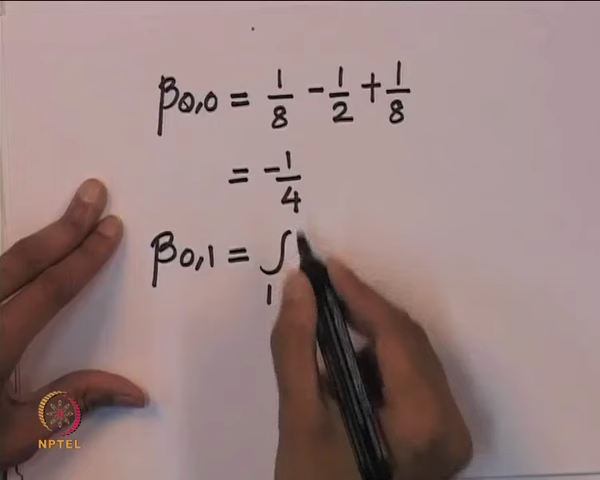 β0,0 = 1/8 - 1/2 + 1/8
= -1/4
β0,1 = ∫ 1
NPTEL